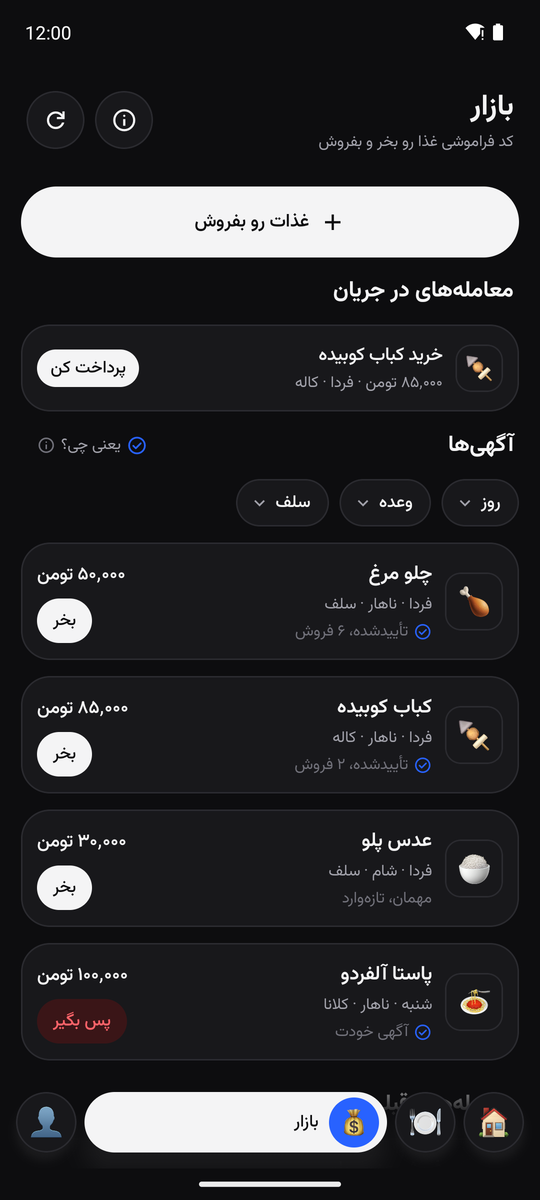 12:00
بازار
کد فراموشی غذا رو بخر و بفروش
غذات رو بفروش
معامله‌های در جریان
خرید کباب کوبیده
۸۵,۰۰۰ تومن · فردا · کاله
پرداخت کن
آگهی‌ها
یعنی چی؟
روز
وعده
سلف
چلو مرغ
۵۰,۰۰۰ تومن
فردا · ناهار · سلف
تأییدشده، ۶ فروش
بخر
کباب کوبیده
۸۵,۰۰۰ تومن
فردا · ناهار · کاله
تأییدشده، ۲ فروش
بخر
عدس پلو
۳۰,۰۰۰ تومن
فردا · شام · سلف
مهمان، تازه‌وارد
بخر
پاستا آلفردو
۱۰۰,۰۰۰ تومن
شنبه · ناهار · کلانا
آگهی خودت
پس بگیر
بازار